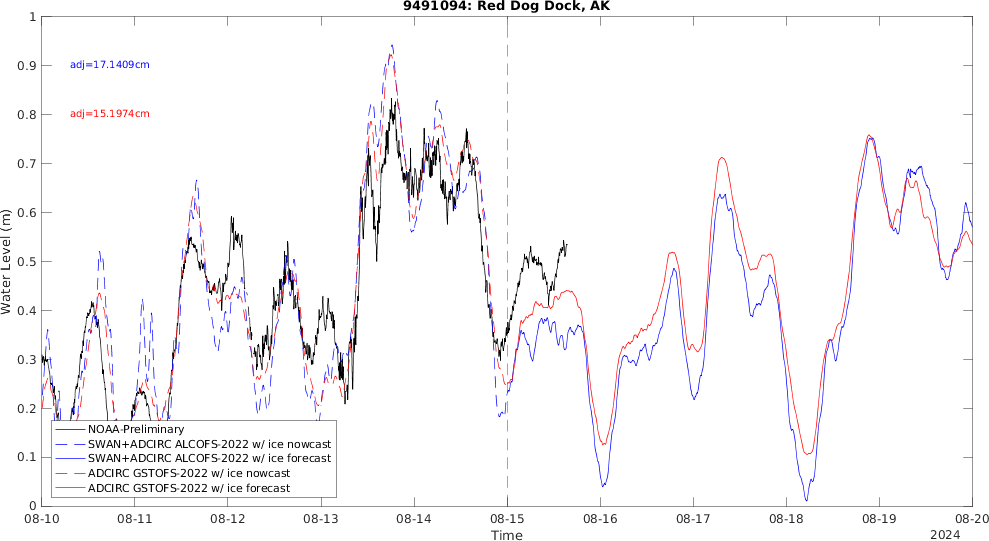 9491094: Red Dog Dock, AK
adj=17.1409cm
adj=15.1974cm
Water Level (m)
1
0.9
0.8
0.7
0.6
0.5
0.4
0.3
0.2
0.1
0
NOAA-Preliminary
SWAN+ADCIRC ALCOFS-2022 w/ ice nowcast
SWAN+ADCIRC ALCOFS-2022 w/ ice forecast
ADCIRC GSTOFS-2022 w/ ice nowcast
ADCIRC GSTOFS-2022 w/ ice forecast
08-10 08-11 08-12 08-13 08-14 08-15 08-16 08-17 08-18 08-19 08-20
Time
2024